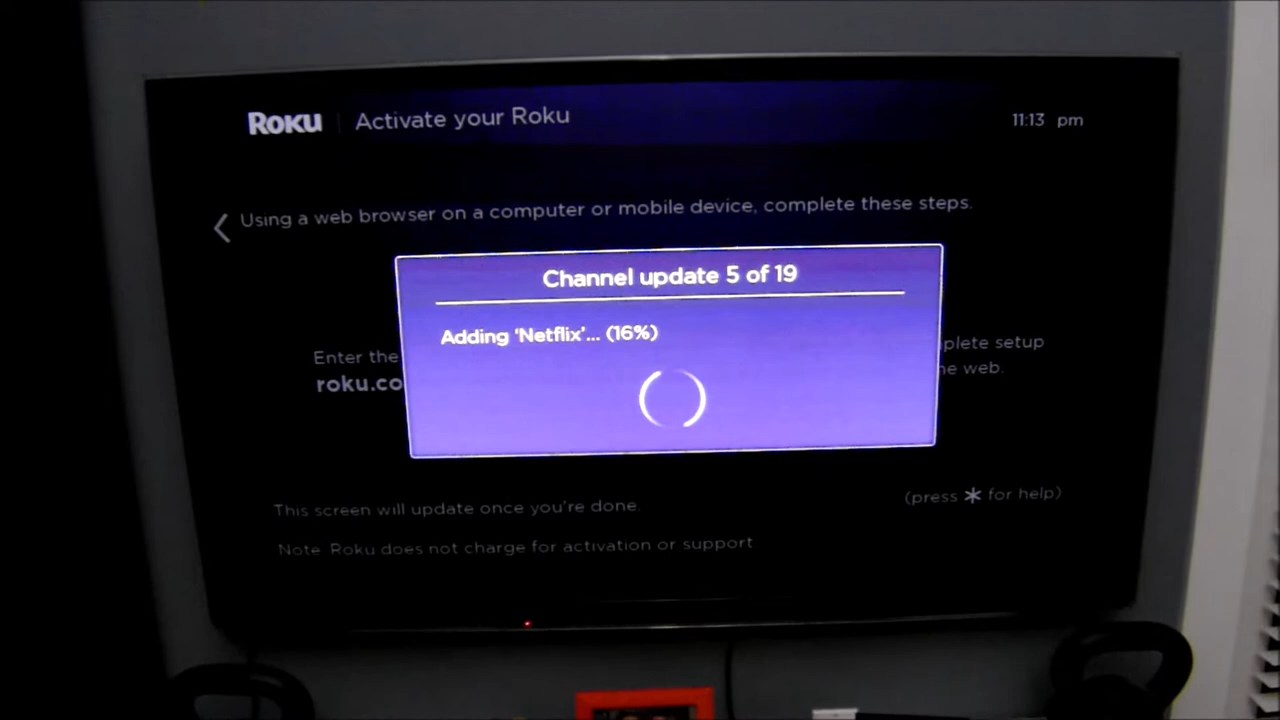 Roku | Activate your Roku
11:13 pm
Using a web browser on a computer or mobile device, complete these steps.
Channel update 5 of 19
Adding 'Netflix'... (16%)
Enter the
roku.co
setup
web.
(press * for help)
This screen will update once you're done.
Note: Roku does not charge for activation or support